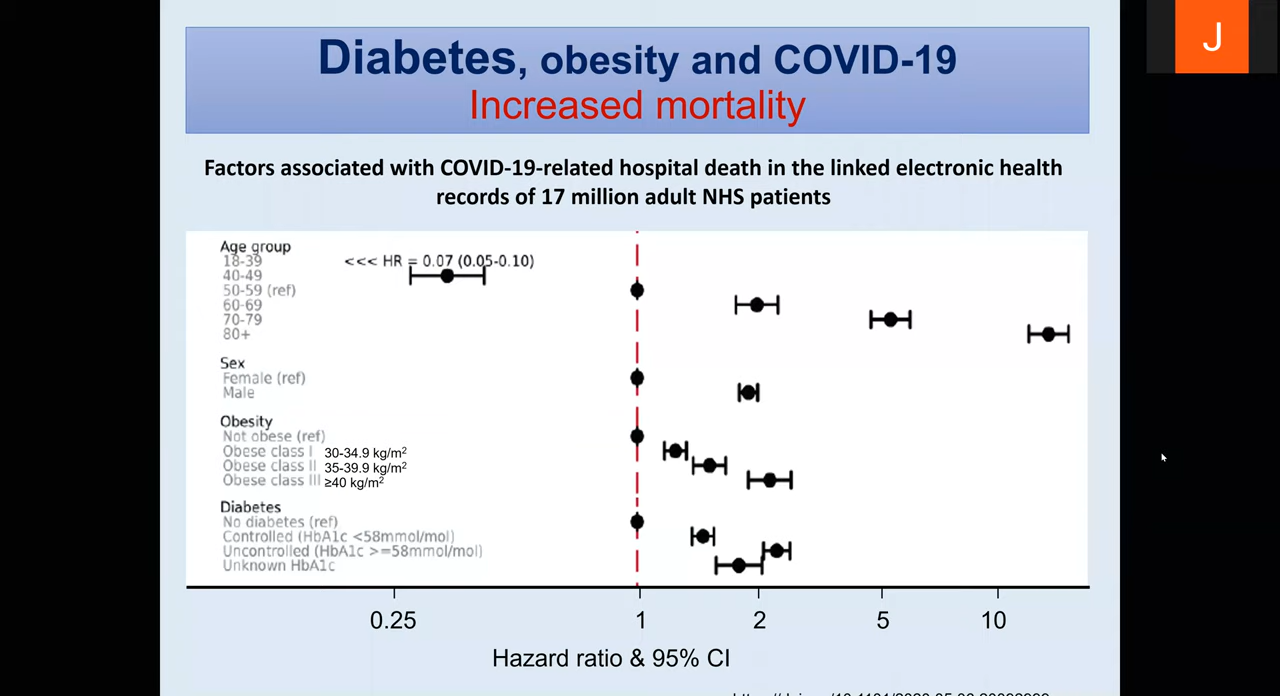 J
Diabetes, obesity and COVID-19
Increased mortality
Factors associated with COVID-19-related hospital death in the linked electronic health
records of 17 million adult NHS patients
Age group
18-39 <<< HR = 0.07 (0.05-0.10)
40-49
50-59 (ref)
60-69
70-79
80+
Sex
Female (ref)
Male
Obesity
Not obese (ref)
Obese class I 30-34.9 kg/m²
Obese class II 35-39.9 kg/m²
Obese class III ≥40 kg/m²
Diabetes
No diabetes (ref)
Controlled (HbA1c <58mmol/mol)
Uncontrolled (HbA1c >=58mmol/mol)
Unknown HbA1c
0.25 1 2 5 10
Hazard ratio & 95% CI